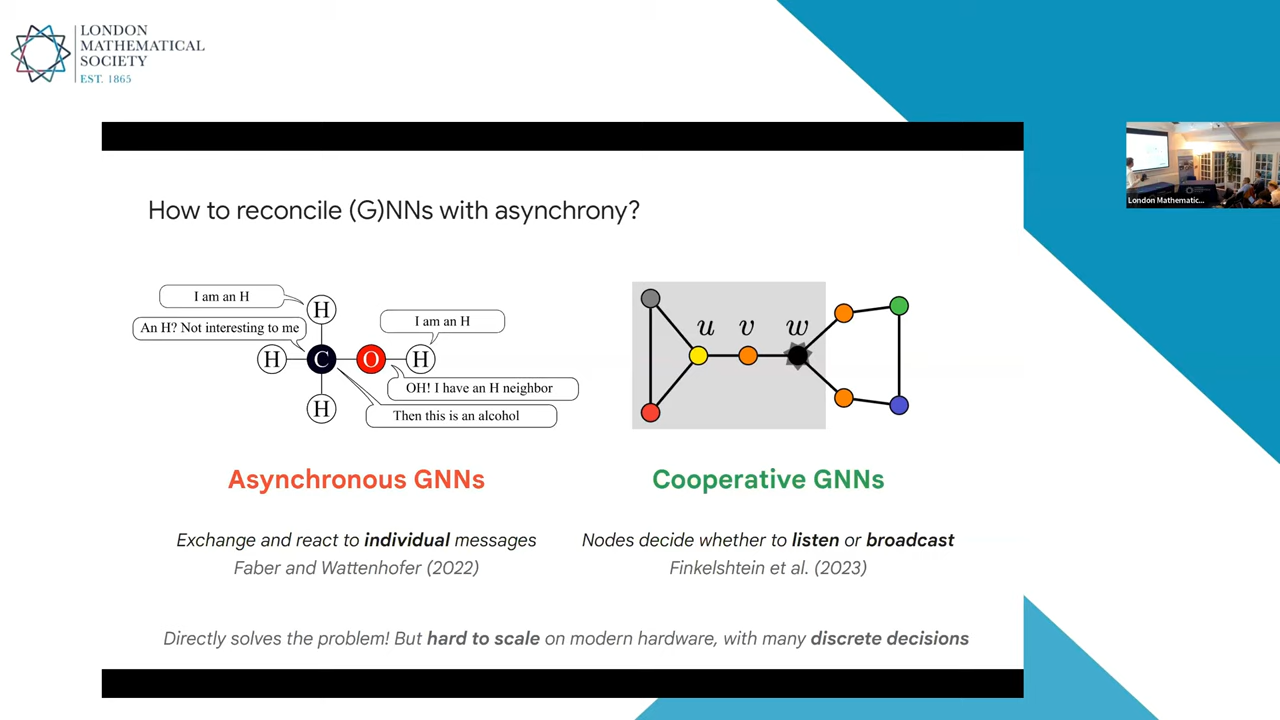 LONDON
MATHEMATICAL
SOCIETY
EST. 1865
London Mathematic...
How to reconcile (G)NNs with asynchrony?
I am an H
An H? Not interesting to me
I am an H
OH! I have an H neighbor
Then this is an alcohol
H
H C O H
H
u v w
Asynchronous GNNs
Cooperative GNNs
Exchange and react to individual messages
Faber and Wattenhofer (2022)
Nodes decide whether to listen or broadcast
Finkelshtein et al. (2023)
Directly solves the problem! But hard to scale on modern hardware, with many discrete decisions